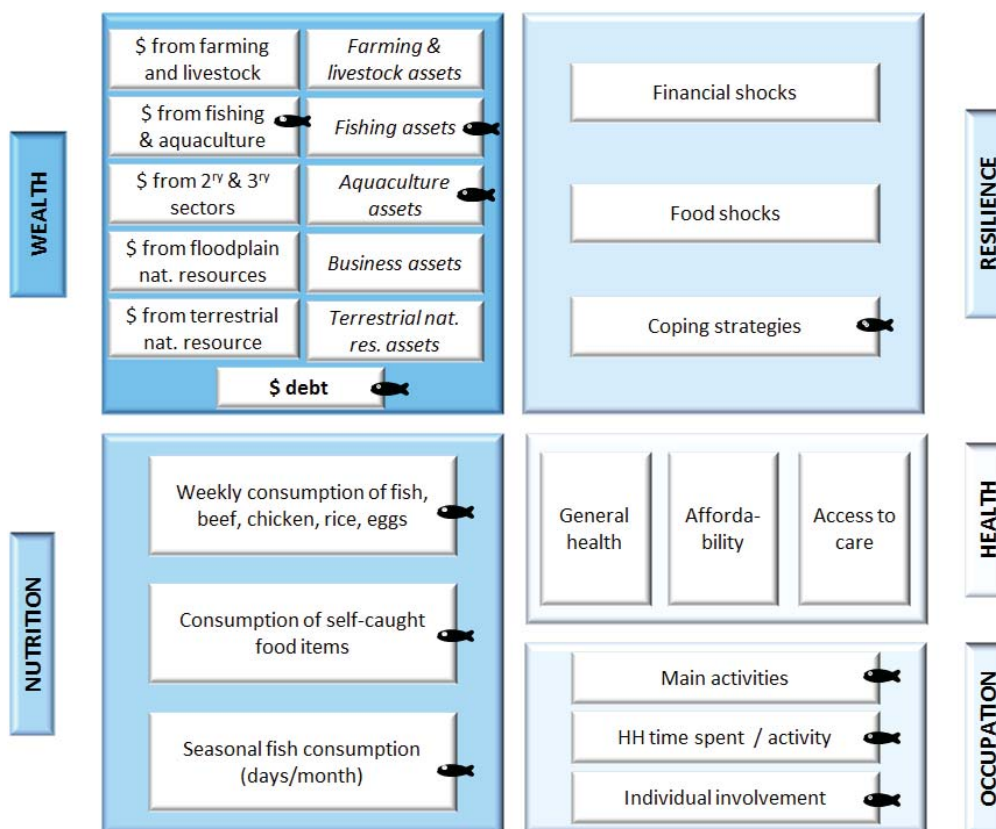 WEALTH
$ from farming
and livestock
Farming &
livestock assets
$ from fishing
& aquaculture
Fishing assets
$ from 2ry & 3ry
sectors
Aquaculture
assets
$ from floodplain
nat. resources
Business assets
$ from terrestrial
nat. resource
Terrestrial nat.
res. assets
$ debt
Financial shocks
Food shocks
Coping strategies
RESILIENCE
NUTRITION
Weekly consumption of fish,
beef, chicken, rice, eggs
Consumption of self-caught
food items
Seasonal fish consumption
(days/month)
General
health
Afforda-
bility
Access to
care
HEALTH
Main activities
HH time spent / activity
Individual involvement
OCCUPATION